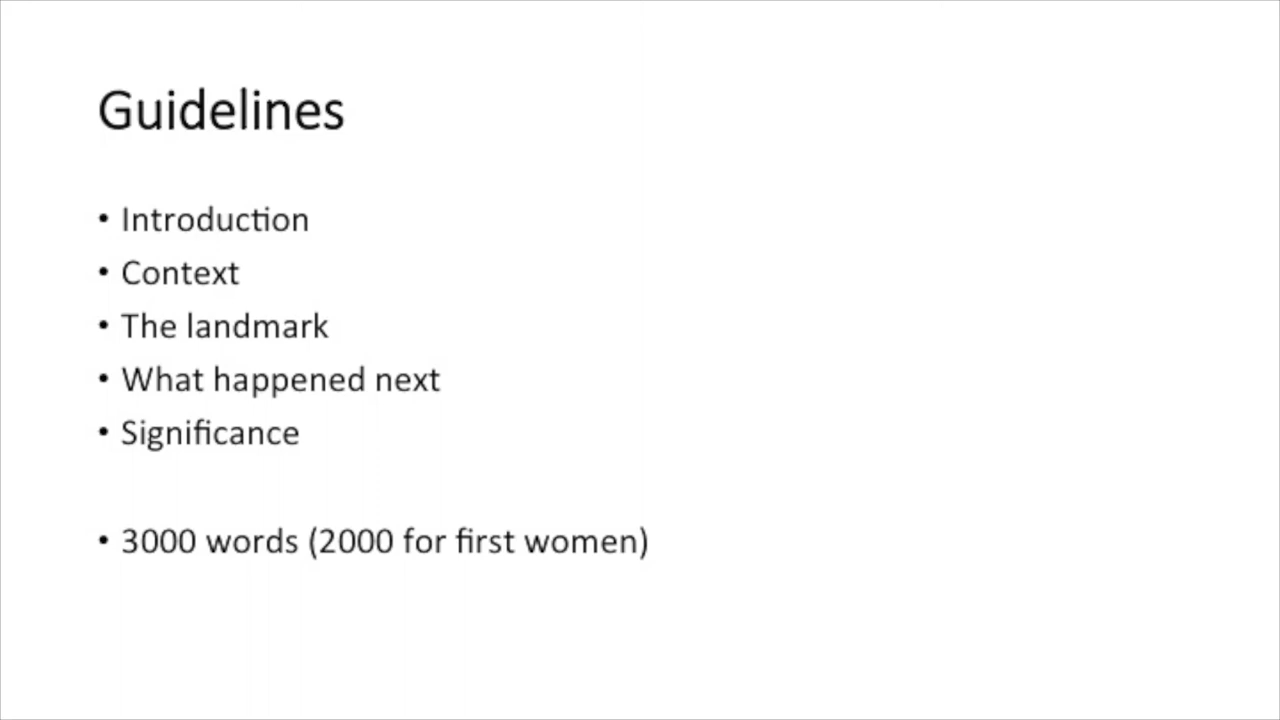 Guidelines
• Introduction
• Context
• The landmark
• What happened next
• Significance
• 3000 words (2000 for first women)